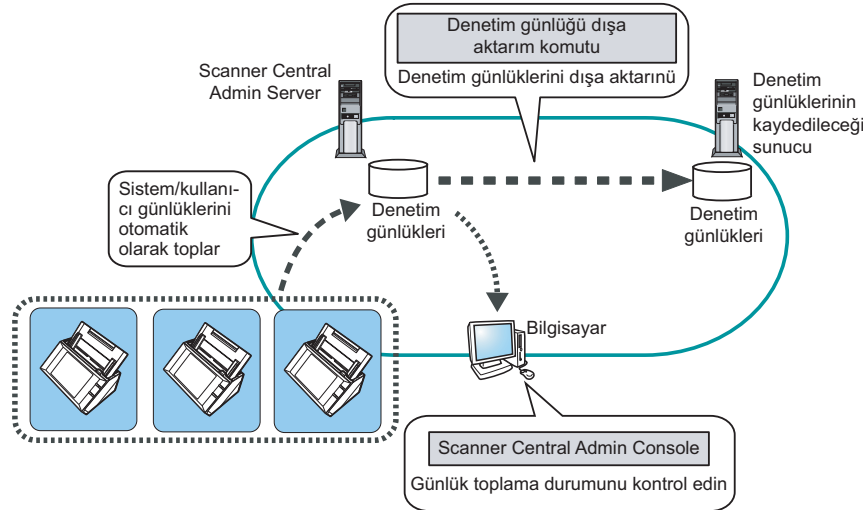 Denetim günlüğü dışa
aktarım komutu
Denetim günlüklerini dışa aktarınü
Scanner Central
Admin Server
Denetim
günlüklerinin
kaydedileceği
sunucu
Sistem/kullanı-
cı günlüklerini
otomatik
olarak toplar
Denetim
günlükleri
Denetim
günlükleri
Bilgisayar
Scanner Central Admin Console
Günlük toplama durumunu kontrol edin